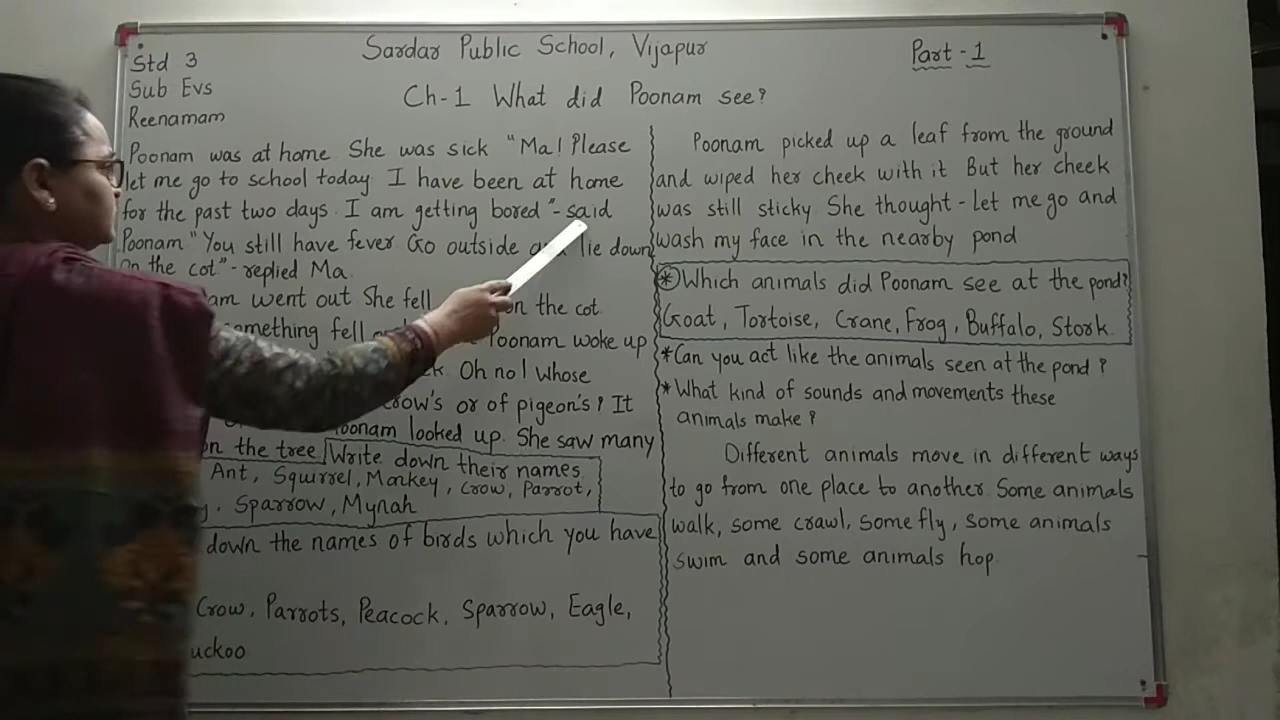 Std 3
Sub Evs
Reenamam
Sardar Public School, Vijapur
Part - 1
Ch-1 What did Poonam see?
Poonam was at home. She was sick "Ma! Please
let me go to school today. I have been at home
for the past two days. I am getting bored" - said
Poonam "You still have fever Go outside lie down
on the cot" - replied Ma.
am went out She fell on the cot.
something fell Poonam woke up
Oh no! Whose
crow's or of pigeon's? It
Poonam looked up. She saw many
on the tree Write down their names
Ant, Squirrel, Monkey, Crow, Parrot,
Sparrow, Mynah
down the names of birds which you have
Crow, Parrots, Peacock, Sparrow, Eagle,
uckoo
Poonam picked up a leaf from the ground
and wiped her cheek with it But her cheek
was still sticky She thought - Let me go and
wash my face in the nearby pond
* Which animals did Poonam see at the pond?
Goat, Tortoise, Crane, Frog, Buffalo, Stork.
* Can you act like the animals seen at the pond?
* What kind of sounds and movements these
animals make?
Different animals move in different ways
to go from one place to another. Some animals
walk, some crawl, some fly, some animals
swim and some animals hop.